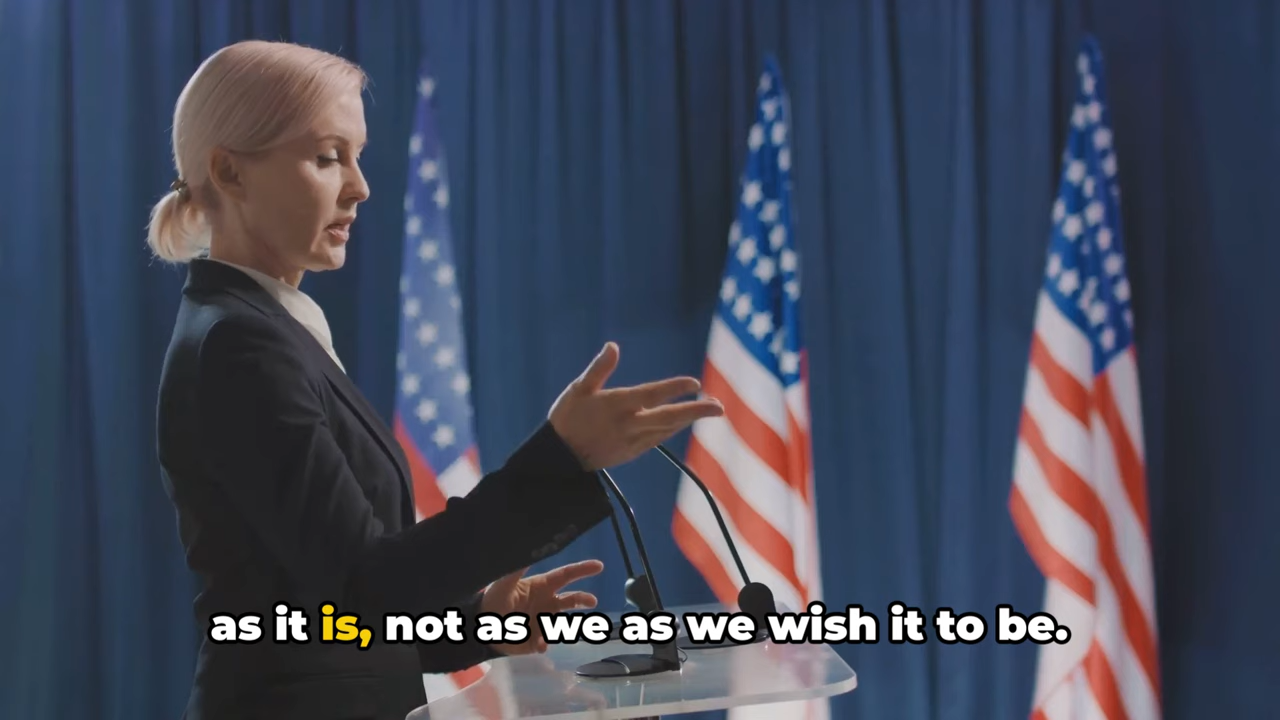 as it is, not as we as we wish it to be.